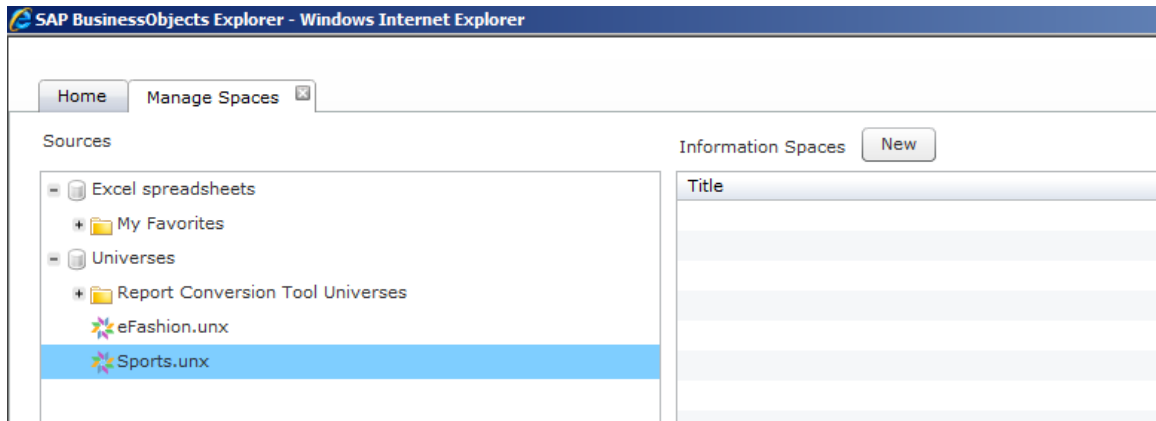 SAP BusinessObjects Explorer - Windows Internet Explorer
Home
Manage Spaces
Sources
Information Spaces
New
Excel spreadsheets
Title
My Favorites
Universes
Report Conversion Tool Universes
eFashion.unx
Sports.unx